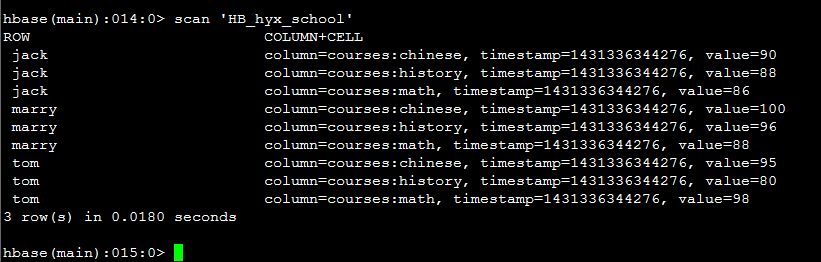 hbase(main):014:0> scan 'HB_hyx_school'
ROW COLUMN+CELL
jack column=courses:chinese, timestamp=1431336344276, value=90
jack column=courses:history, timestamp=1431336344276, value=88
jack column=courses:math, timestamp=1431336344276, value=86
marry column=courses:chinese, timestamp=1431336344276, value=100
marry column=courses:history, timestamp=1431336344276, value=96
marry column=courses:math, timestamp=1431336344276, value=88
tom column=courses:chinese, timestamp=1431336344276, value=95
tom column=courses:history, timestamp=1431336344276, value=80
tom column=courses:math, timestamp=1431336344276, value=98
3 row(s) in 0.0180 seconds
hbase(main):015:0>